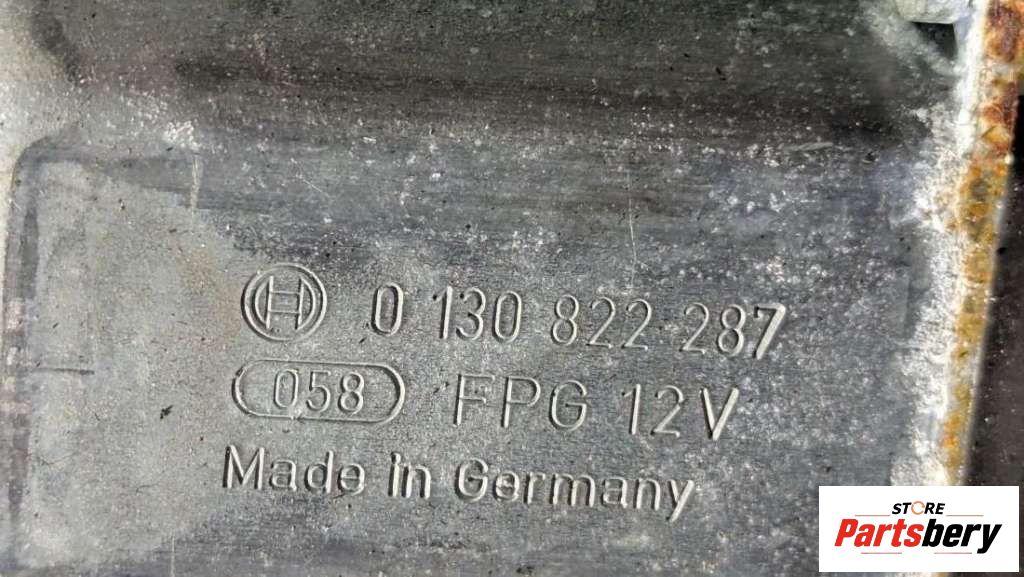 0 130 822 287
058 FPG 12V
Made in Germany
STORE
Partsbery